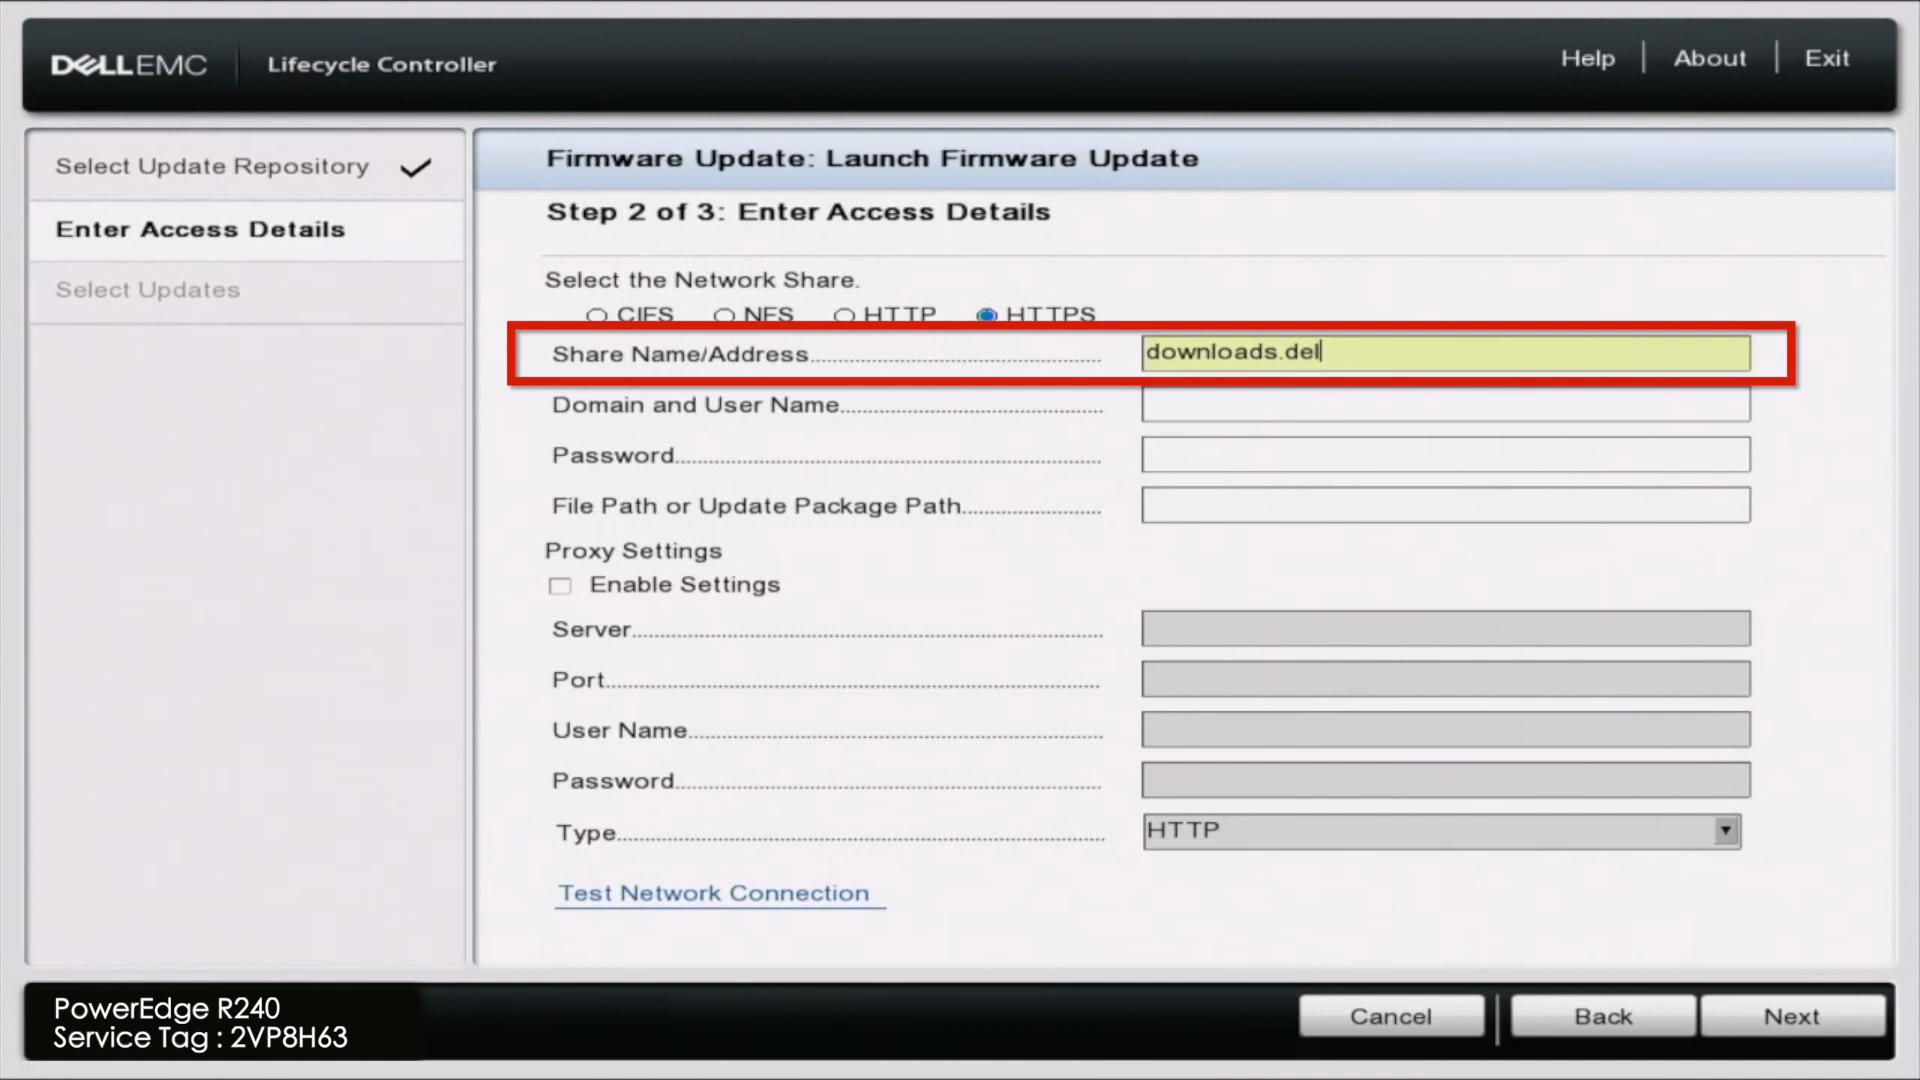 DELLEMC Lifecycle Controller Help About Exit
Select Update Repository
Enter Access Details
Select Updates
Firmware Update: Launch Firmware Update
Step 2 of 3: Enter Access Details
Select the Network Share.
CIFS NFS HTTP HTTPS
Share Name/Address downloads.del
Domain and User Name
Password
File Path or Update Package Path
Proxy Settings
Enable Settings
Server
Port
User Name
Password
Type HTTP
Test Network Connection
PowerEdge R240
Service Tag : 2VP8H63
Cancel Back Next